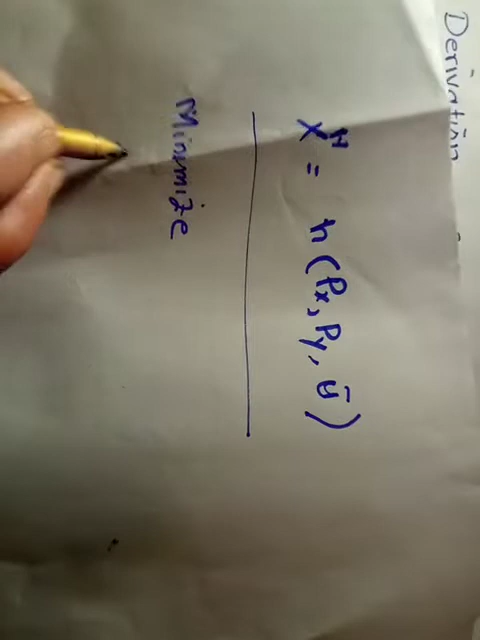 Derivation
X^H = h (Px, Py, ū)
Minimize